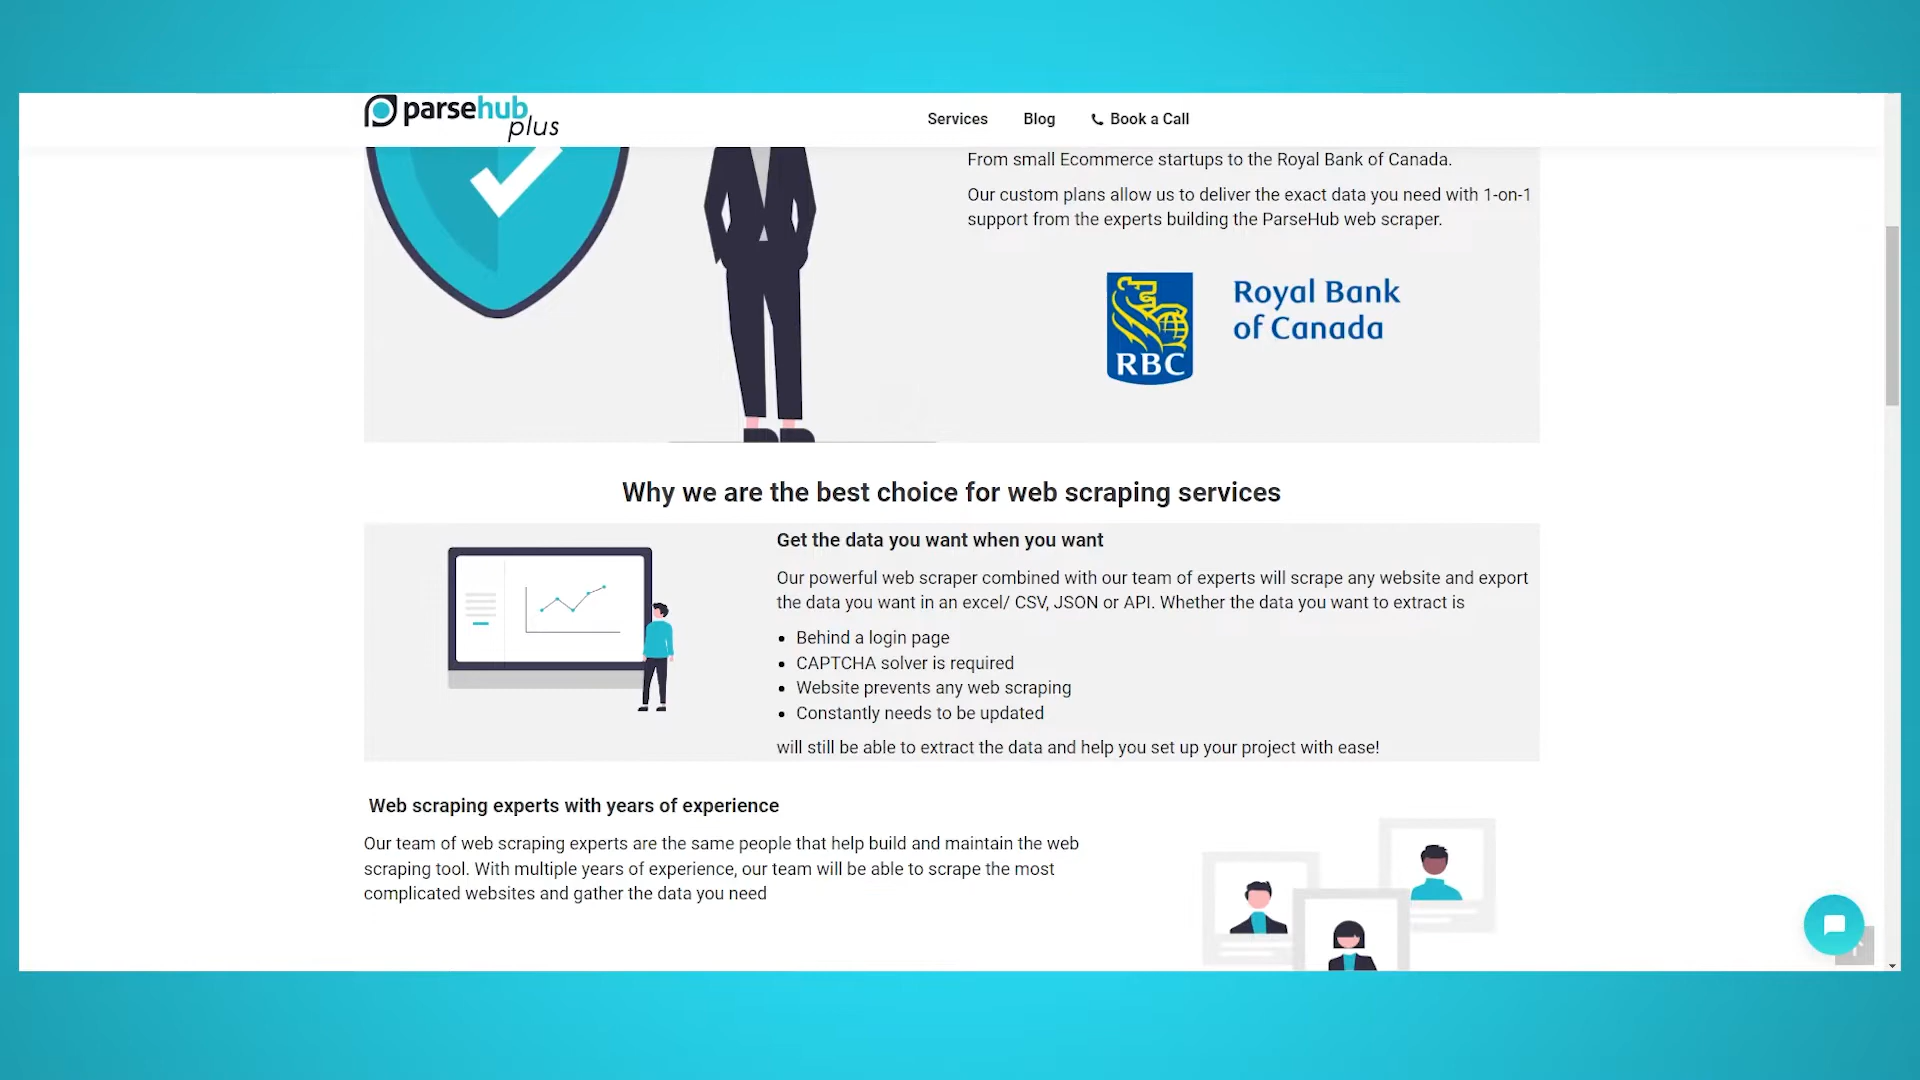 parsehub
plus
Services
Blog
Book a Call
From small Ecommerce startups to the Royal Bank of Canada.
Our custom plans allow us to deliver the exact data you need with 1-on-1
support from the experts building the ParseHub web scraper.
RBC
Royal Bank
of Canada
Why we are the best choice for web scraping services
Get the data you want when you want
Our powerful web scraper combined with our team of experts will scrape any website and export
the data you want in an excel/ CSV, JSON or API. Whether the data you want to extract is
• Behind a login page
• CAPTCHA solver is required
• Website prevents any web scraping
• Constantly needs to be updated
will still be able to extract the data and help you set up your project with ease!
Web scraping experts with years of experience
Our team of web scraping experts are the same people that help build and maintain the web
scraping tool. With multiple years of experience, our team will be able to scrape the most
complicated websites and gather the data you need